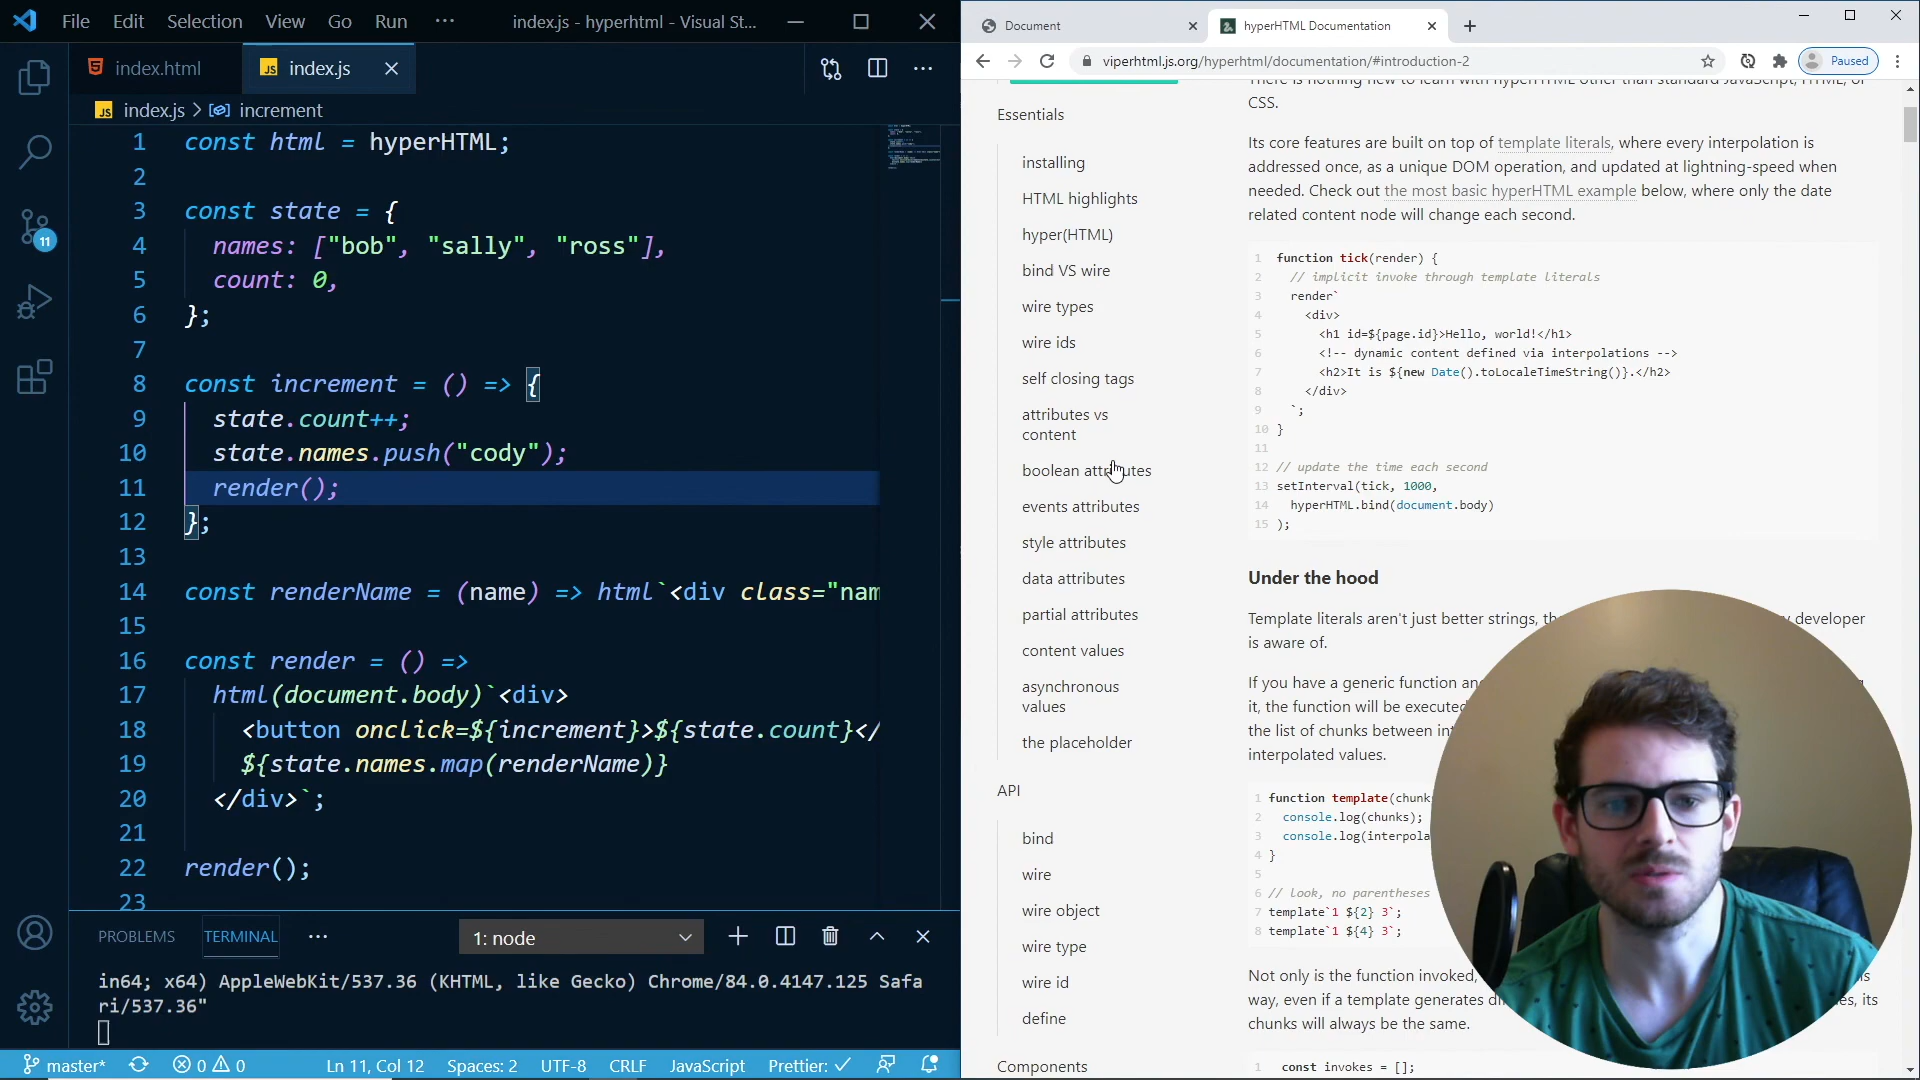 File Edit Selection View Go Run ··· index.js - hyperhtml - Visual St...
index.html index.js
index.js > increment
1 const html = hyperHTML;
2
3 const state = {
4 names: ["bob", "sally", "ross"],
5 count: 0,
6 };
7
8 const increment = () => {
9 state.count++;
10 state.names.push("cody");
11 render();
12 };
13
14 const renderName = (name) => html`<div class="nam
15
16 const render = () =>
17 html(document.body)`<div>
18 <button onclick=${increment}>${state.count}</
19 ${state.names.map(renderName)}
20 </div>`;
21
22 render();
23
11
PROBLEMS TERMINAL ··· 1: node
in64; x64) AppleWebKit/537.36 (KHTML, like Gecko) Chrome/84.0.4147.125 Safa
ri/537.36"
master* 0 0 Ln 11, Col 12 Spaces: 2 UTF-8 CRLF JavaScript Prettier: ✓
Document hyperHTML Documentation
viperhtml.js.org/hyperhtml/documentation/#introduction-2 Paused
Essentials
installing
HTML highlights
hyper(HTML)
bind VS wire
wire types
wire ids
self closing tags
attributes vs
content
boolean attributes
events attributes
style attributes
data attributes
partial attributes
content values
asynchronous
values
the placeholder
API
bind
wire
wire object
wire type
wire id
define
Components
There is nothing new to learn with hyperHTML other than standard JavaScript, HTML, or
CSS.
Its core features are built on top of template literals, where every interpolation is
addressed once, as a unique DOM operation, and updated at lightning-speed when
needed. Check out the most basic hyperHTML example below, where only the date
related content node will change each second.
1 function tick(render) {
2 // implicit invoke through template literals
3 render`
4 <div>
5 <h1 id=${page.id}>Hello, world!</h1>
6 <!-- dynamic content defined via interpolations -->
7 <h2>It is ${new Date().toLocaleTimeString()}.</h2>
8 </div>
9 `;
10 }
11
12 // update the time each second
13 setInterval(tick, 1000,
14 hyperHTML.bind(document.body)
15 );
Under the hood
Template literals aren't just better strings, developer
is aware of.
If you have a generic function
it, the function will be executed
the list of chunks between
interpolated values.
1 function template(chunk
2 console.log(chunks);
3 console.log(interpola
4 }
5
6 // look, no parentheses
7 template`1 ${2} 3`;
8 template`1 ${4} 3`;
Not only is the function invoked,
way, even if a template generates its
chunks will always be the same.
1 const invokes = [];